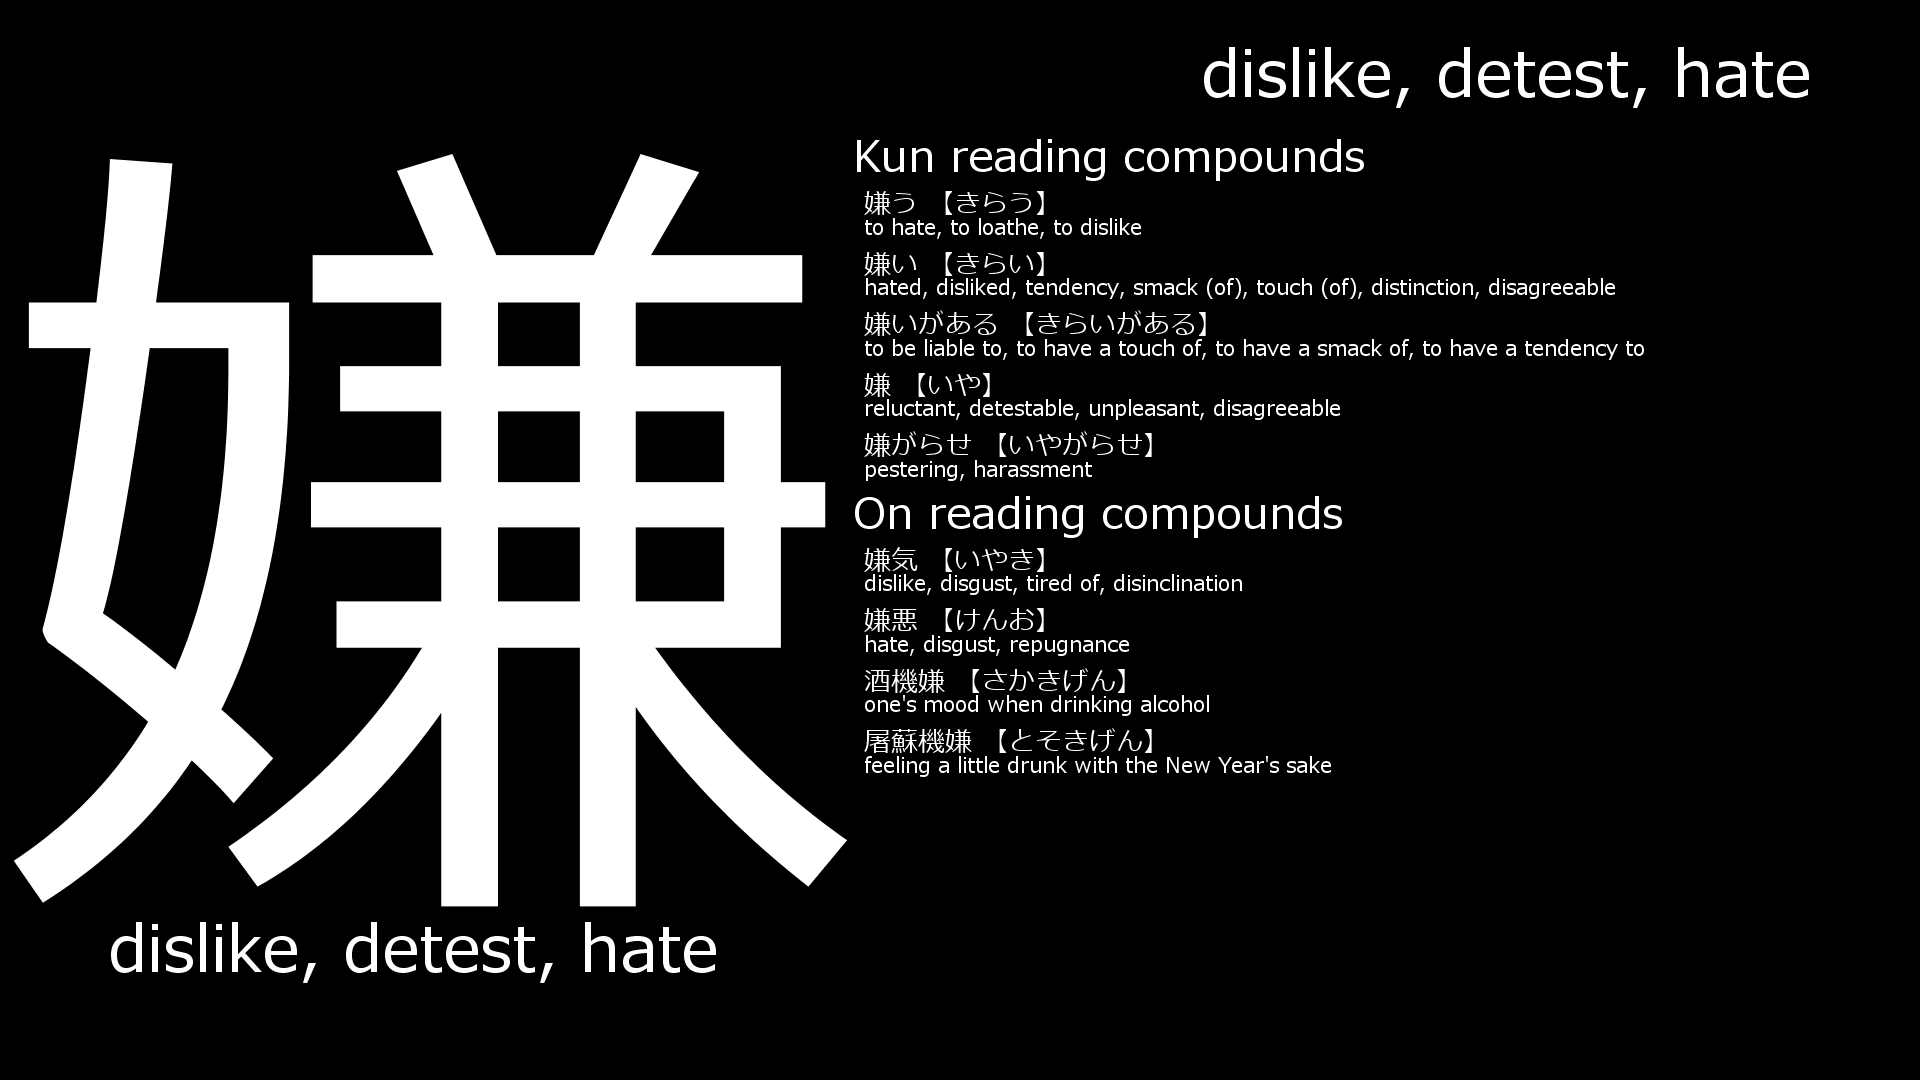 dislike, detest, hate
嫌
dislike, detest, hate
Kun reading compounds
嫌う 【きらう】
to hate, to loathe, to dislike
嫌い 【きらい】
hated, disliked, tendency, smack (of), touch (of), distinction, disagreeable
嫌いがある 【きらいがある】
to be liable to, to have a touch of, to have a smack of, to have a tendency to
嫌 【いや】
reluctant, detestable, unpleasant, disagreeable
嫌がらせ 【いやがらせ】
pestering, harassment
On reading compounds
嫌気 【いやき】
dislike, disgust, tired of, disinclination
嫌悪 【けんお】
hate, disgust, repugnance
酒機嫌 【さかきげん】
one's mood when drinking alcohol
屠蘇機嫌 【とそきげん】
feeling a little drunk with the New Year's sake